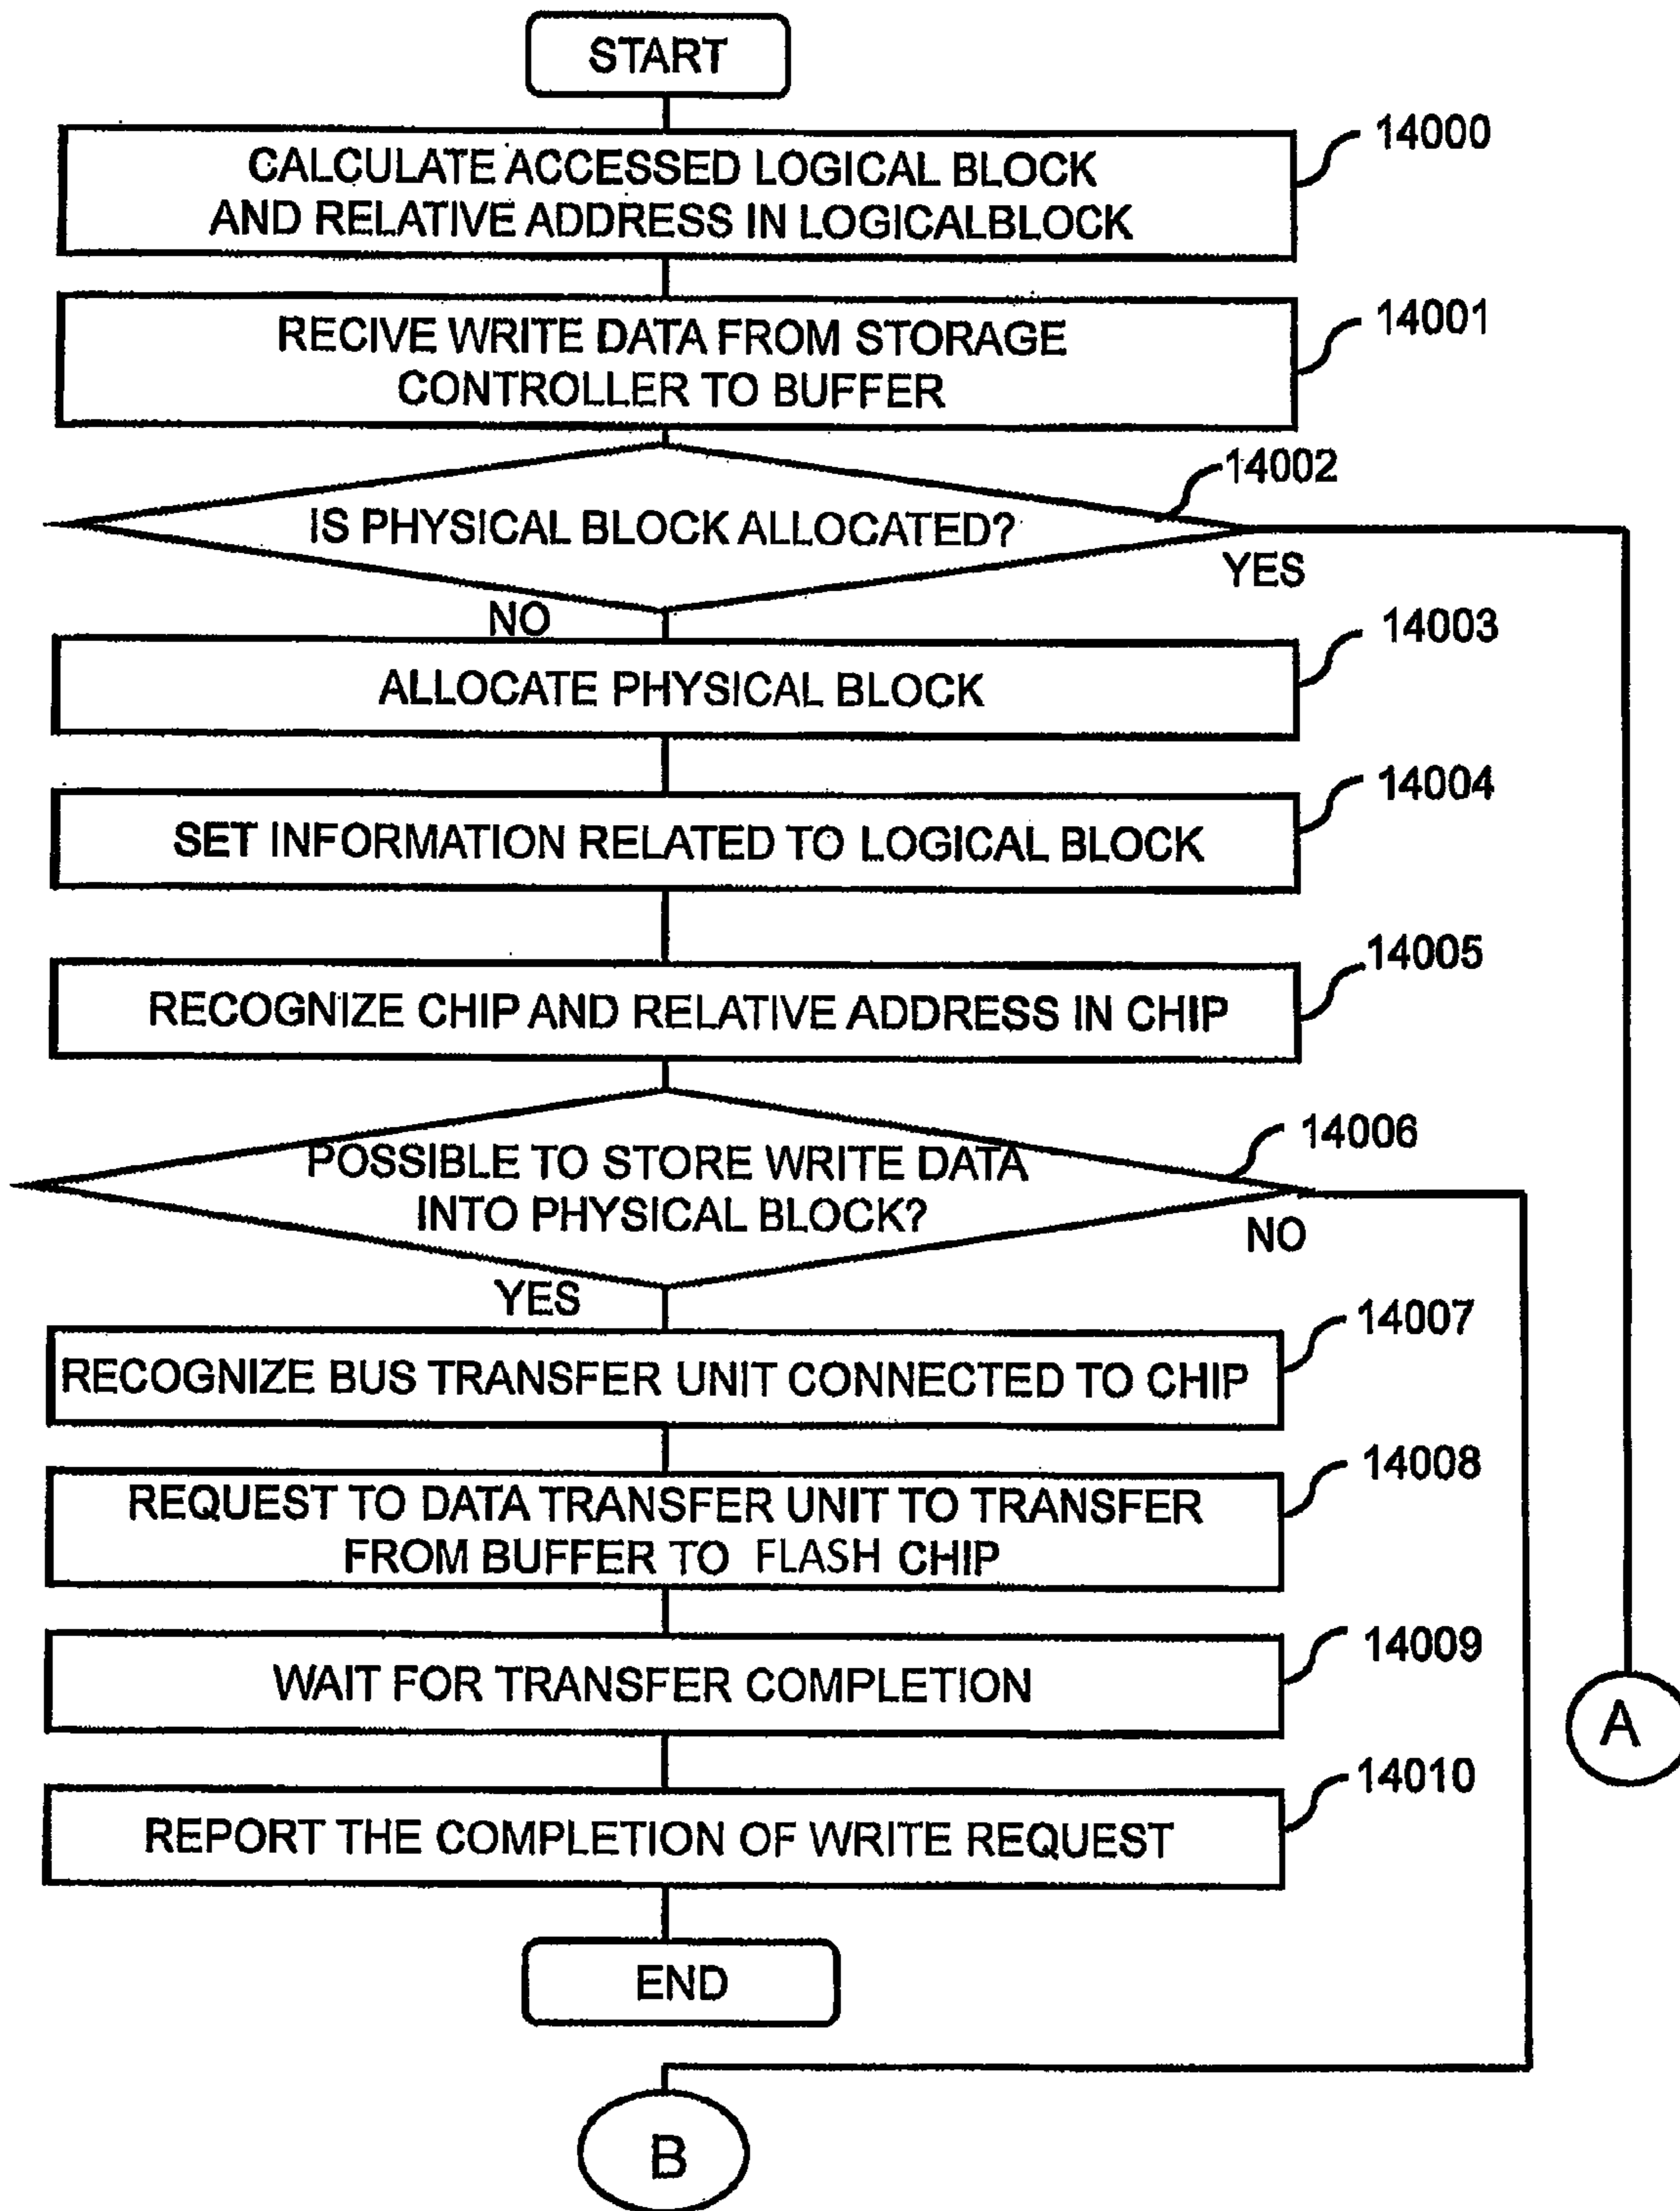 START
14000
CALCULATE ACCESSED LOGICAL BLOCK
AND RELATIVE ADDRESS IN LOGICALBLOCK
14001
RECIVE WRITE DATA FROM STORAGE
CONTROLLER TO BUFFER
14002
IS PHYSICAL BLOCK ALLOCATED?
YES
NO
14003
ALLOCATE PHYSICAL BLOCK
14004
SET INFORMATION RELATED TO LOGICAL BLOCK
14005
RECOGNIZE CHIP AND RELATIVE ADDRESS IN CHIP
14006
POSSIBLE TO STORE WRITE DATA
INTO PHYSICAL BLOCK?
NO
YES
14007
RECOGNIZE BUS TRANSFER UNIT CONNECTED TO CHIP
14008
REQUEST TO DATA TRANSFER UNIT TO TRANSFER
FROM BUFFER TO FLASH CHIP
14009
WAIT FOR TRANSFER COMPLETION
A
14010
REPORT THE COMPLETION OF WRITE REQUEST
END
B